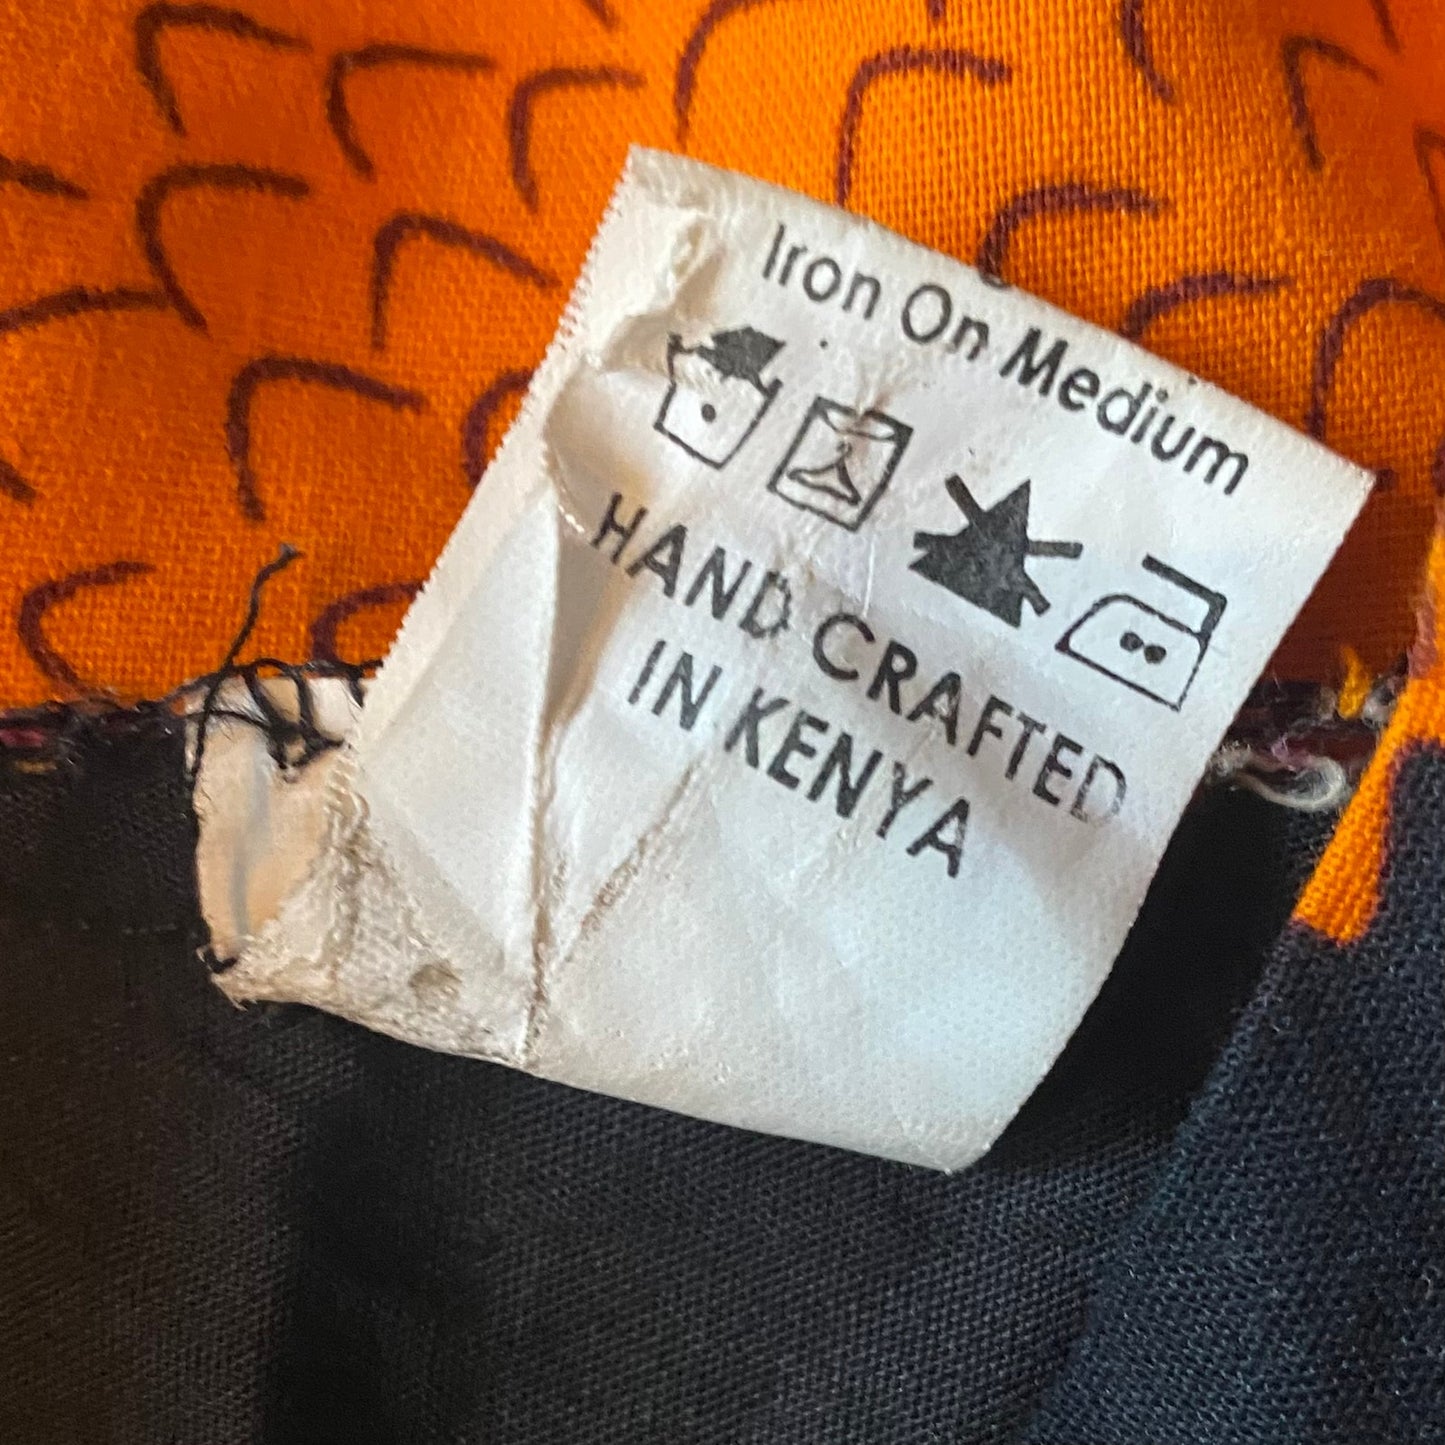 Iron On Medium
HAND CRAFTED
IN KENYA